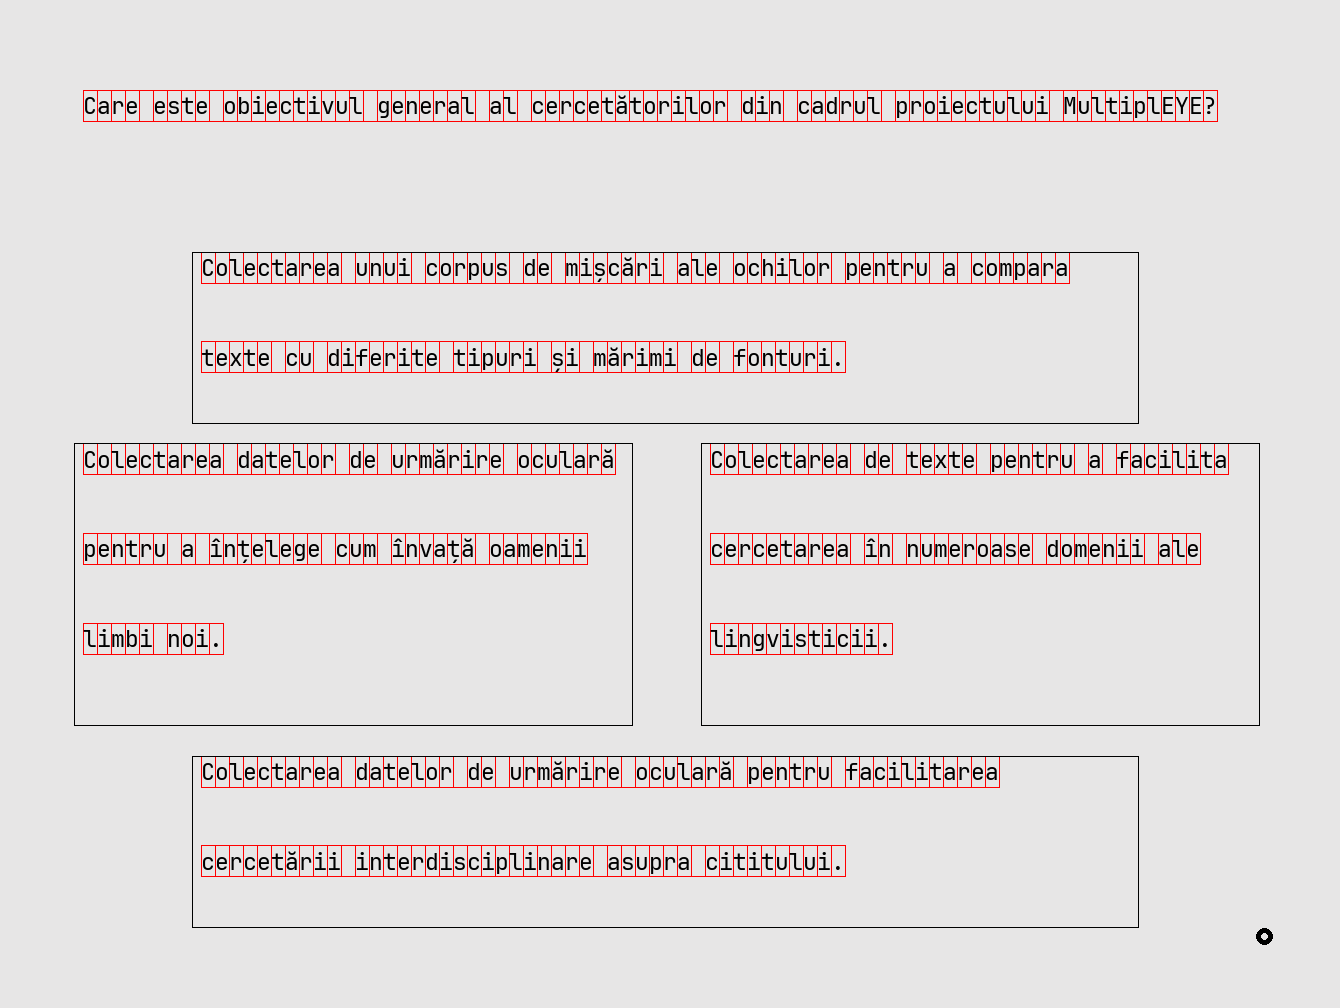 Care este obiectivul general al cercetătorilor din cadrul proiectului MultiplEYE?
Colectarea unui corpus de mișcări ale ochilor pentru a compara
texte cu diferite tipuri și mărimi de fonturi.
Colectarea datelor de urmărire oculară
pentru a înțelege cum învață oamenii
limbi noi.
Colectarea de texte pentru a facilita
cercetarea în numeroase domenii ale
lingvisticii.
Colectarea datelor de urmărire oculară pentru facilitarea
cercetării interdisciplinare asupra cititului.